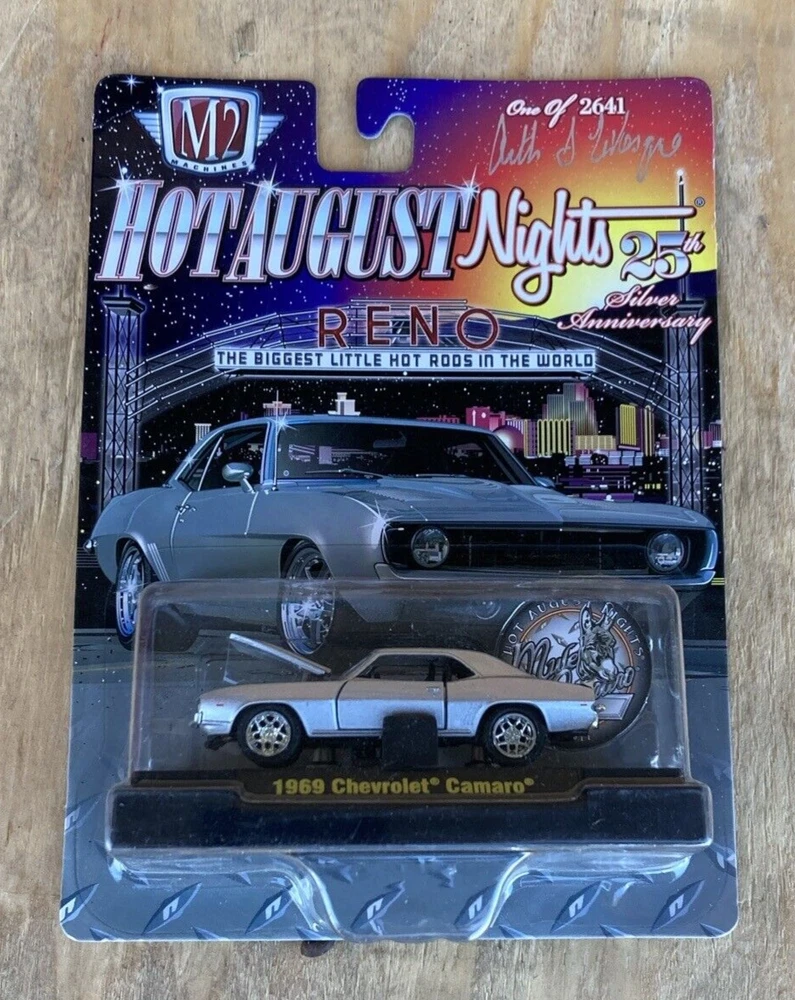 One Of 2641
M2
MACHINES
HOT AUGUST Nights ®
25th
Silver
Anniversary
RENO
THE BIGGEST LITTLE HOT RODS IN THE WORLD
HOT AUGUST NIGHTS
1969 Chevrolet® Camaro®